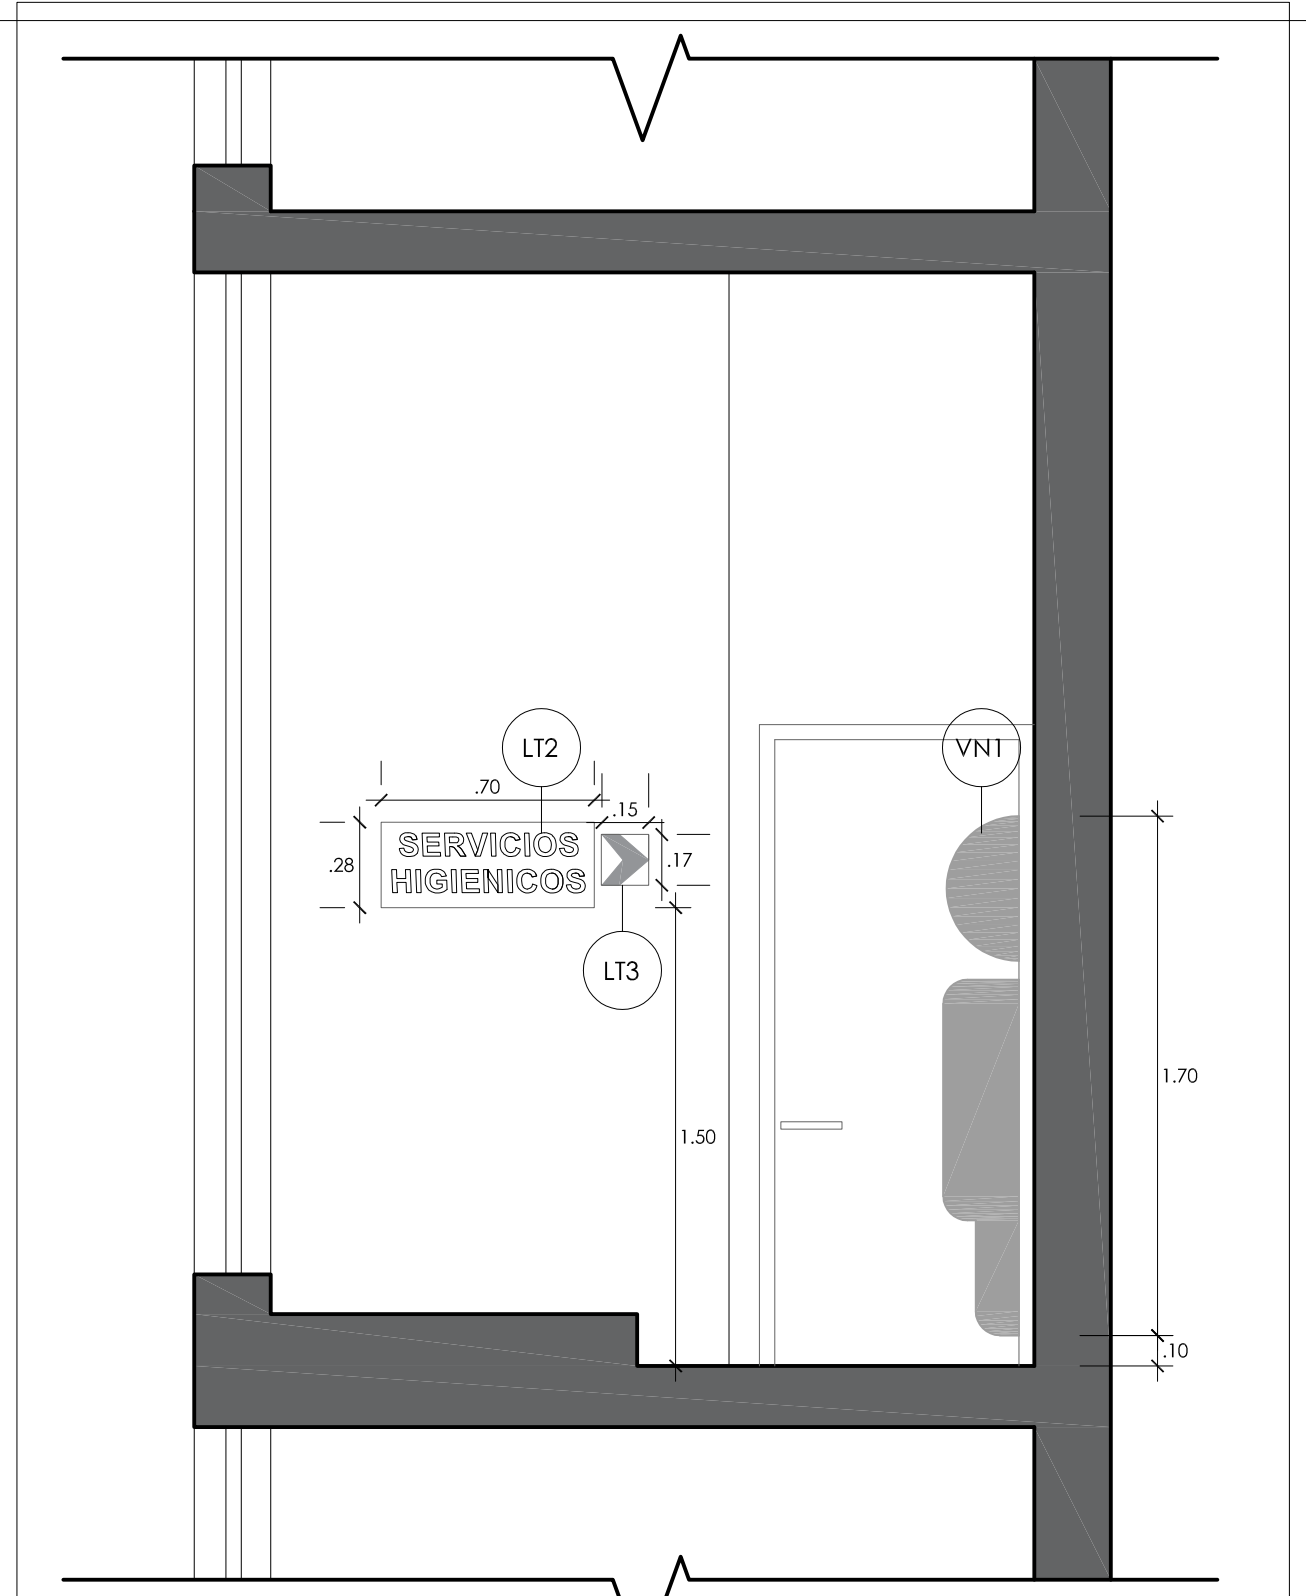 LT2
VN1
.70
.15
SERVICIOS
HIGIENICOS
.28
.17
LT3
1.70
1.50
.10